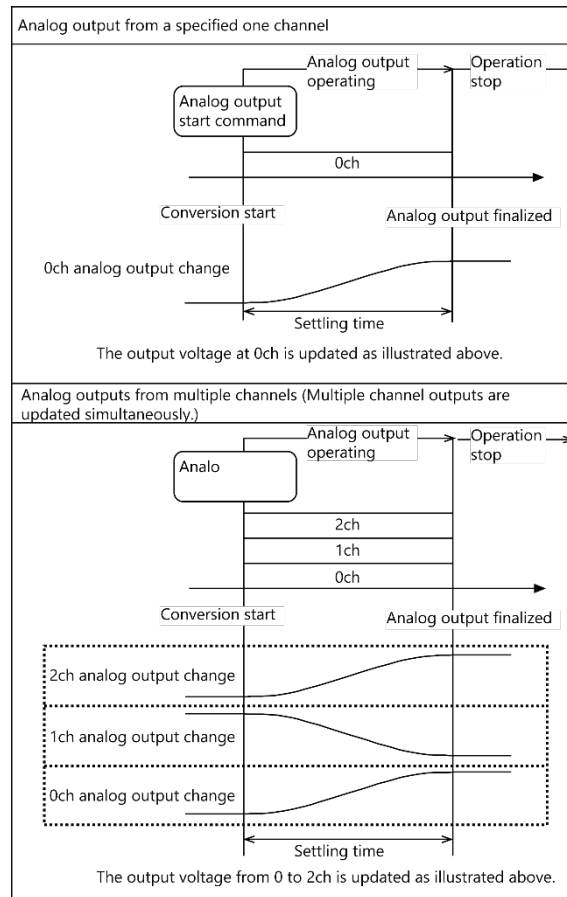 Analog output from a specified one channel
Analog output
operating
Operation
stop
Analog output
start command
0ch
Conversion start
Analog output finalized
0ch analog output change
Settling time
The output voltage at 0ch is updated as illustrated above.
Analog outputs from multiple channels (Multiple channel outputs are
updated simultaneously.)
Analog output
operating
Operation
stop
Analo
2ch
1ch
0ch
Conversion start
Analog output finalized
2ch analog output change
1ch analog output change
0ch analog output change
Settling time
The output voltage from 0 to 2ch is updated as illustrated above.